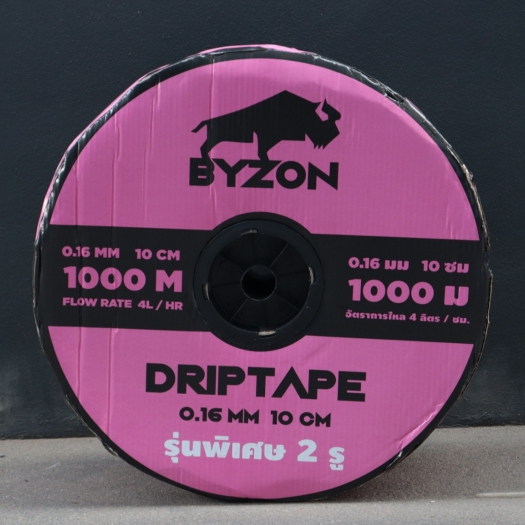 BYZON
0.16 MM 10 CM
1000 M
FLOW RATE 4L / HR
0.16 มม 10 ซม
1000 ม
อัตราการไหล 4 ลิตร / ชม.
DRIPTAPE
0.16 MM 10 CM
รุ่นพิเศษ 2 รู